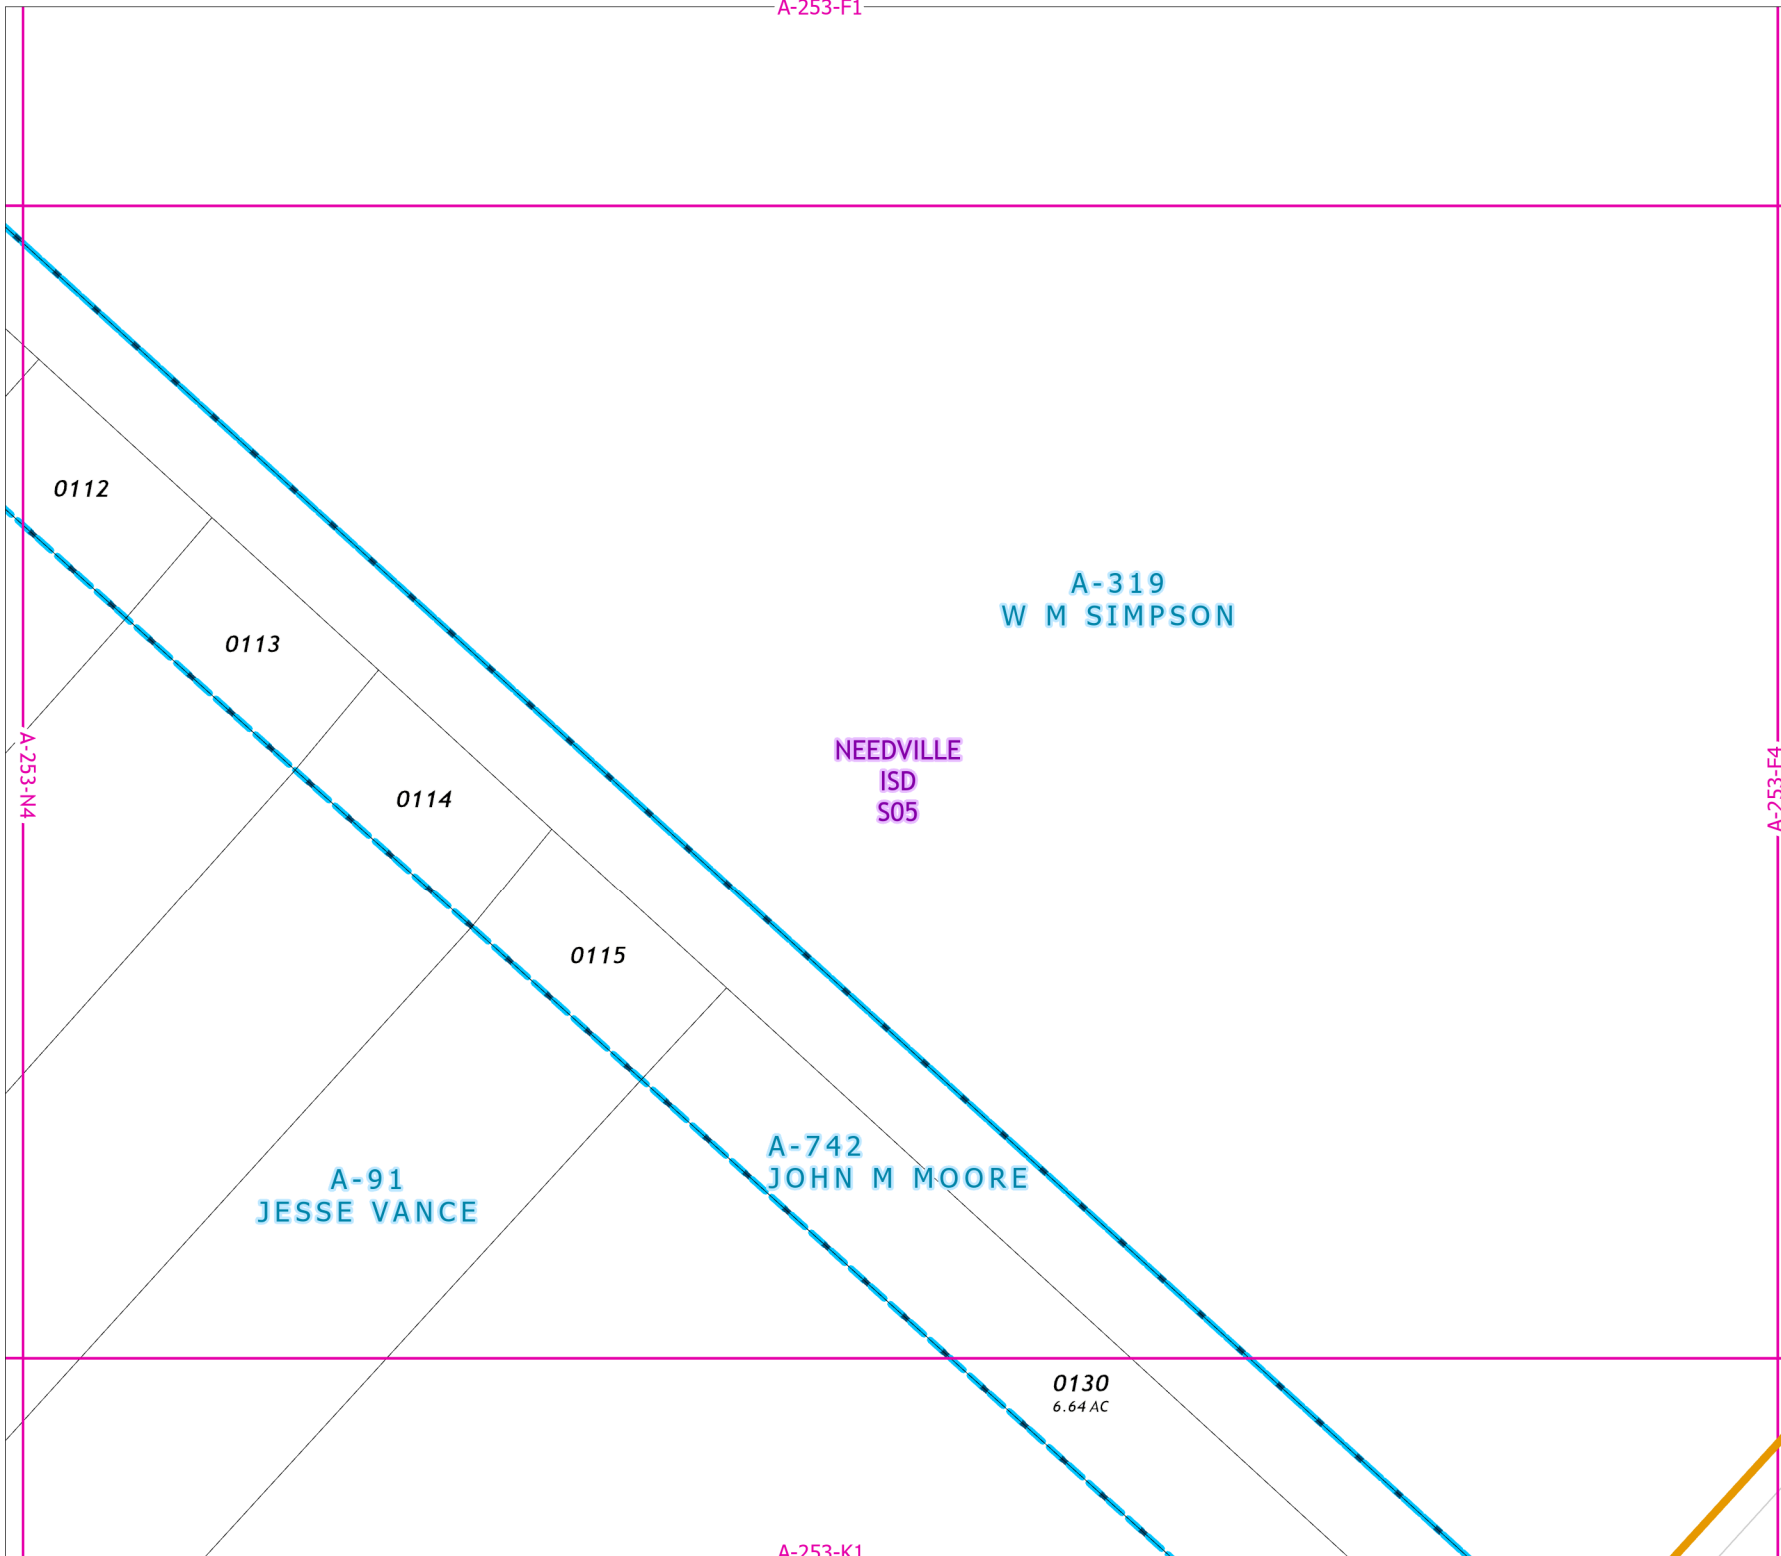 A-253-F1
0112
A-319
W M SIMPSON
0113
A-253-N4
NEEDVILLE
ISD
S05
A-253-F4
0114
0115
A-742
JOHN M MOORE
A-91
JESSE VANCE
0130
6.64 AC
A-253-K1